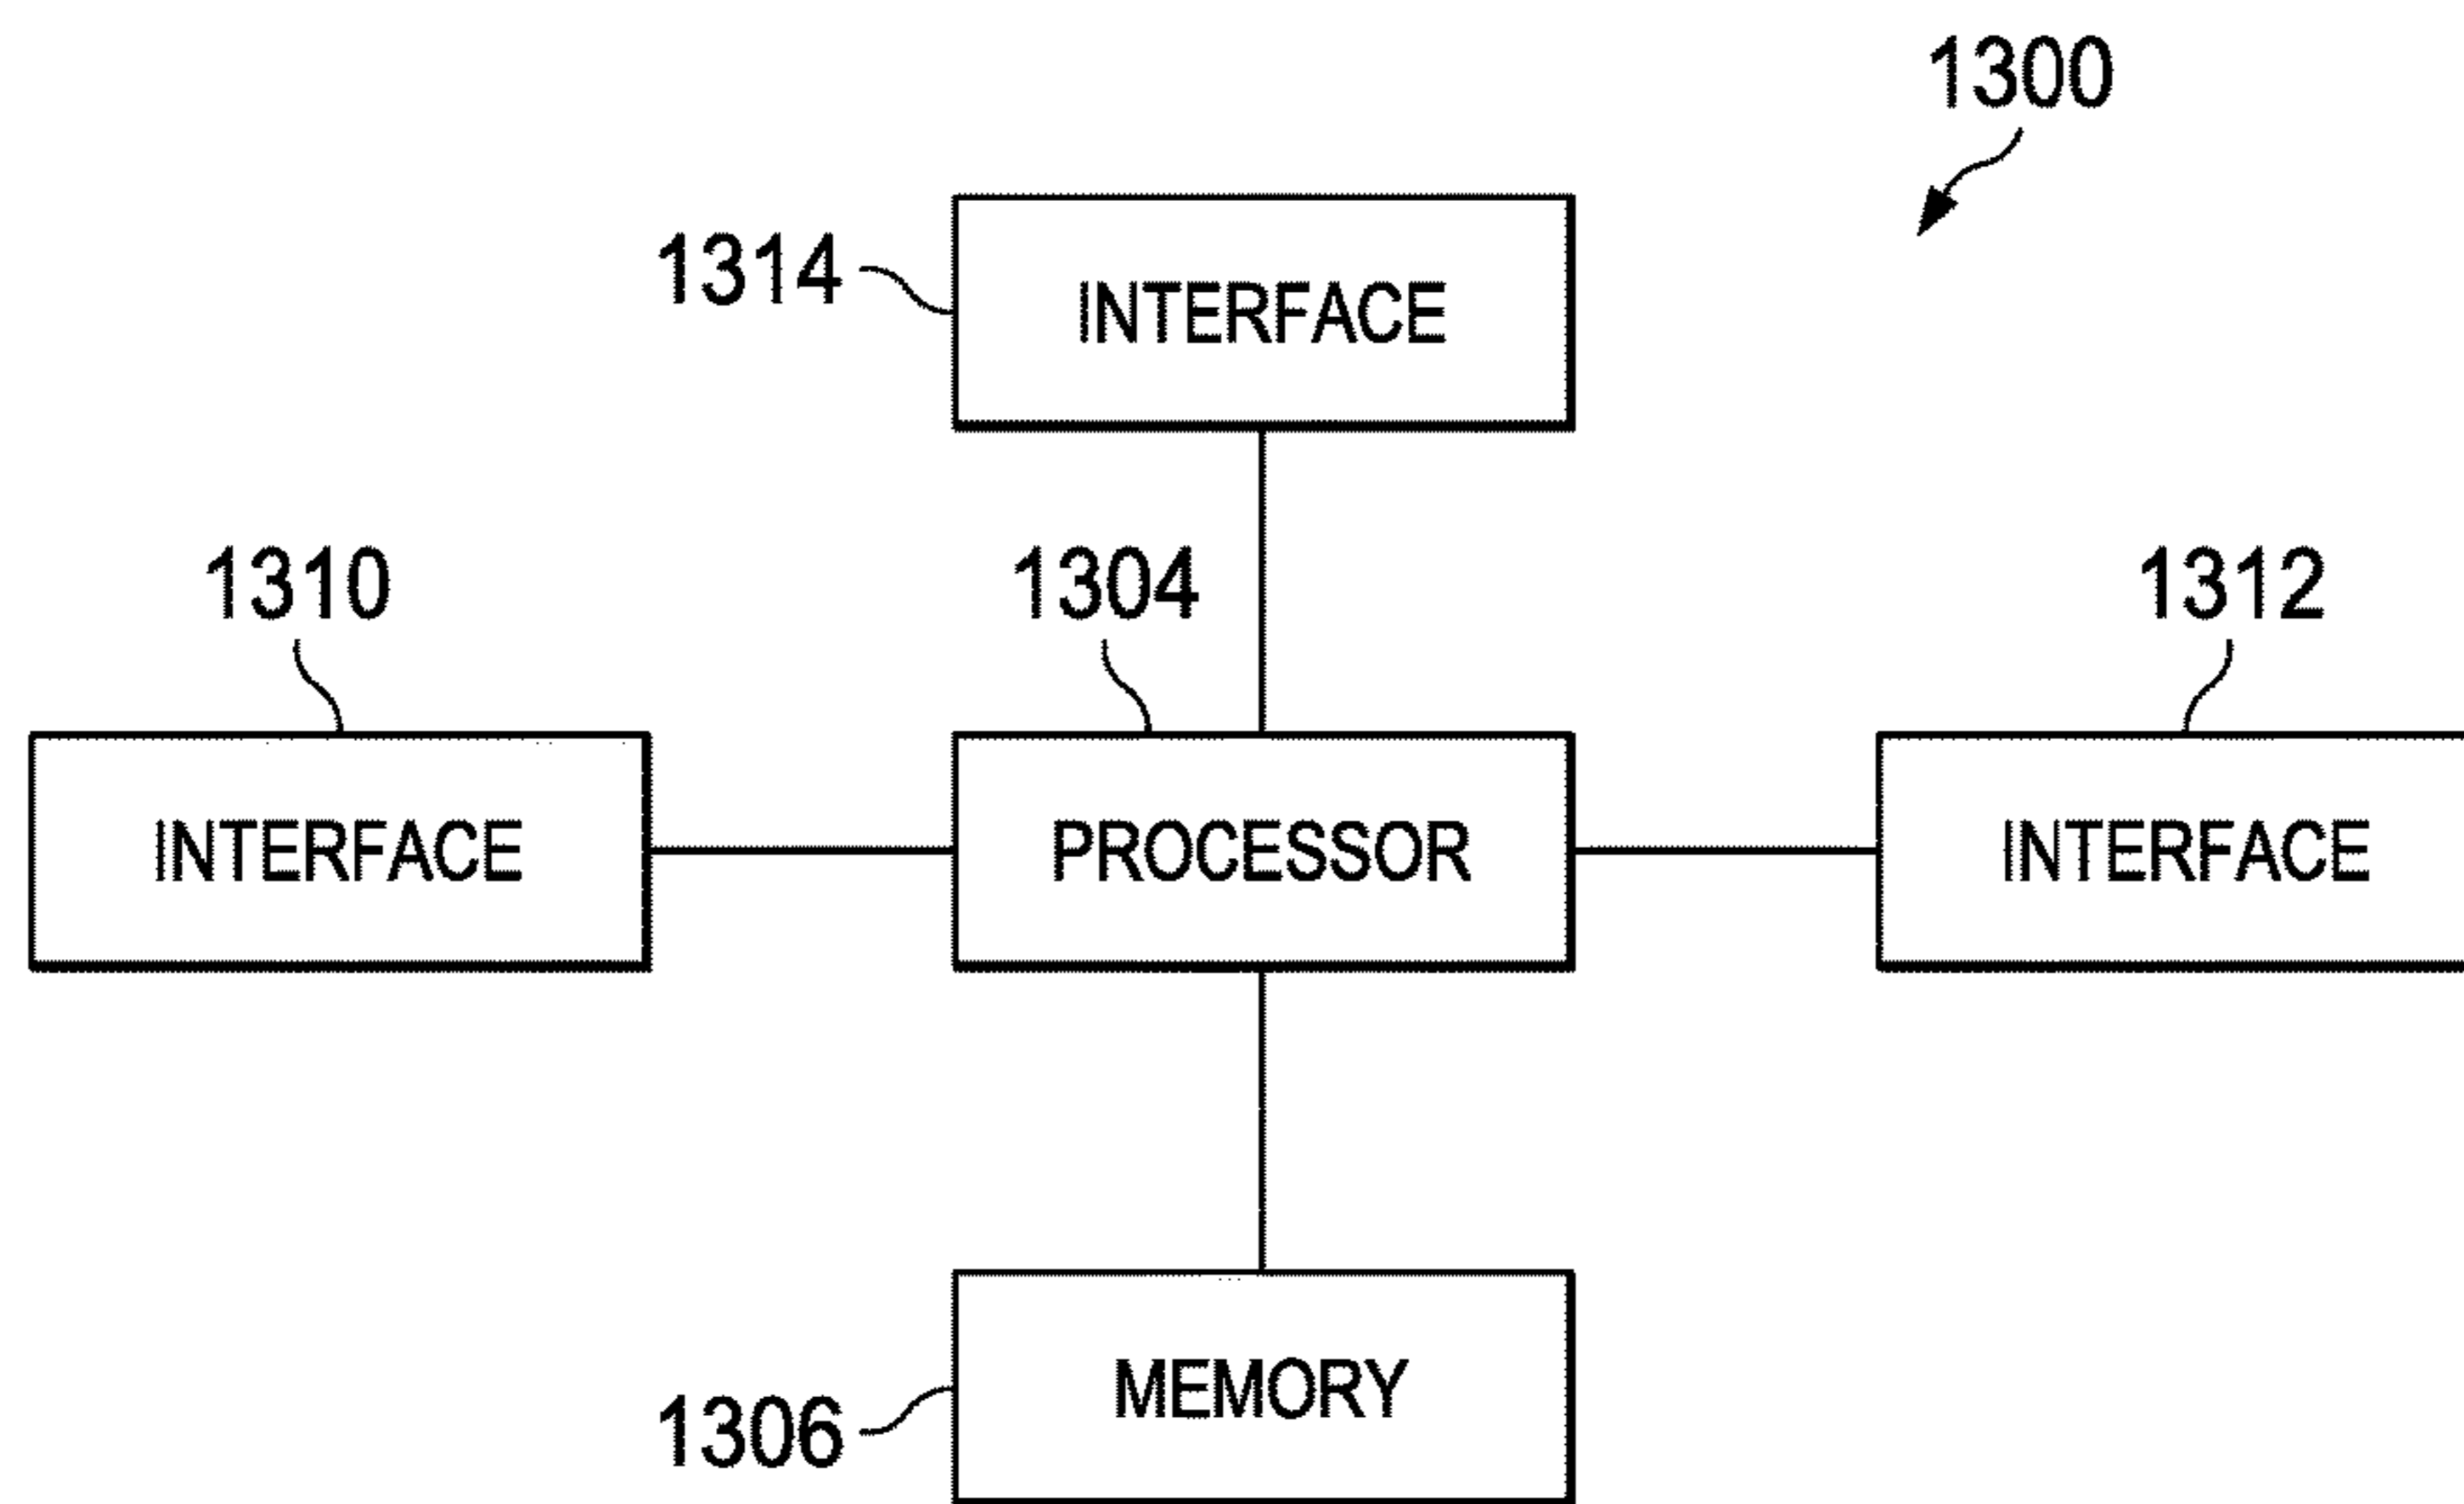 1300
1314
INTERFACE
1310
1304
1312
INTERFACE
PROCESSOR
INTERFACE
MEMORY
1306